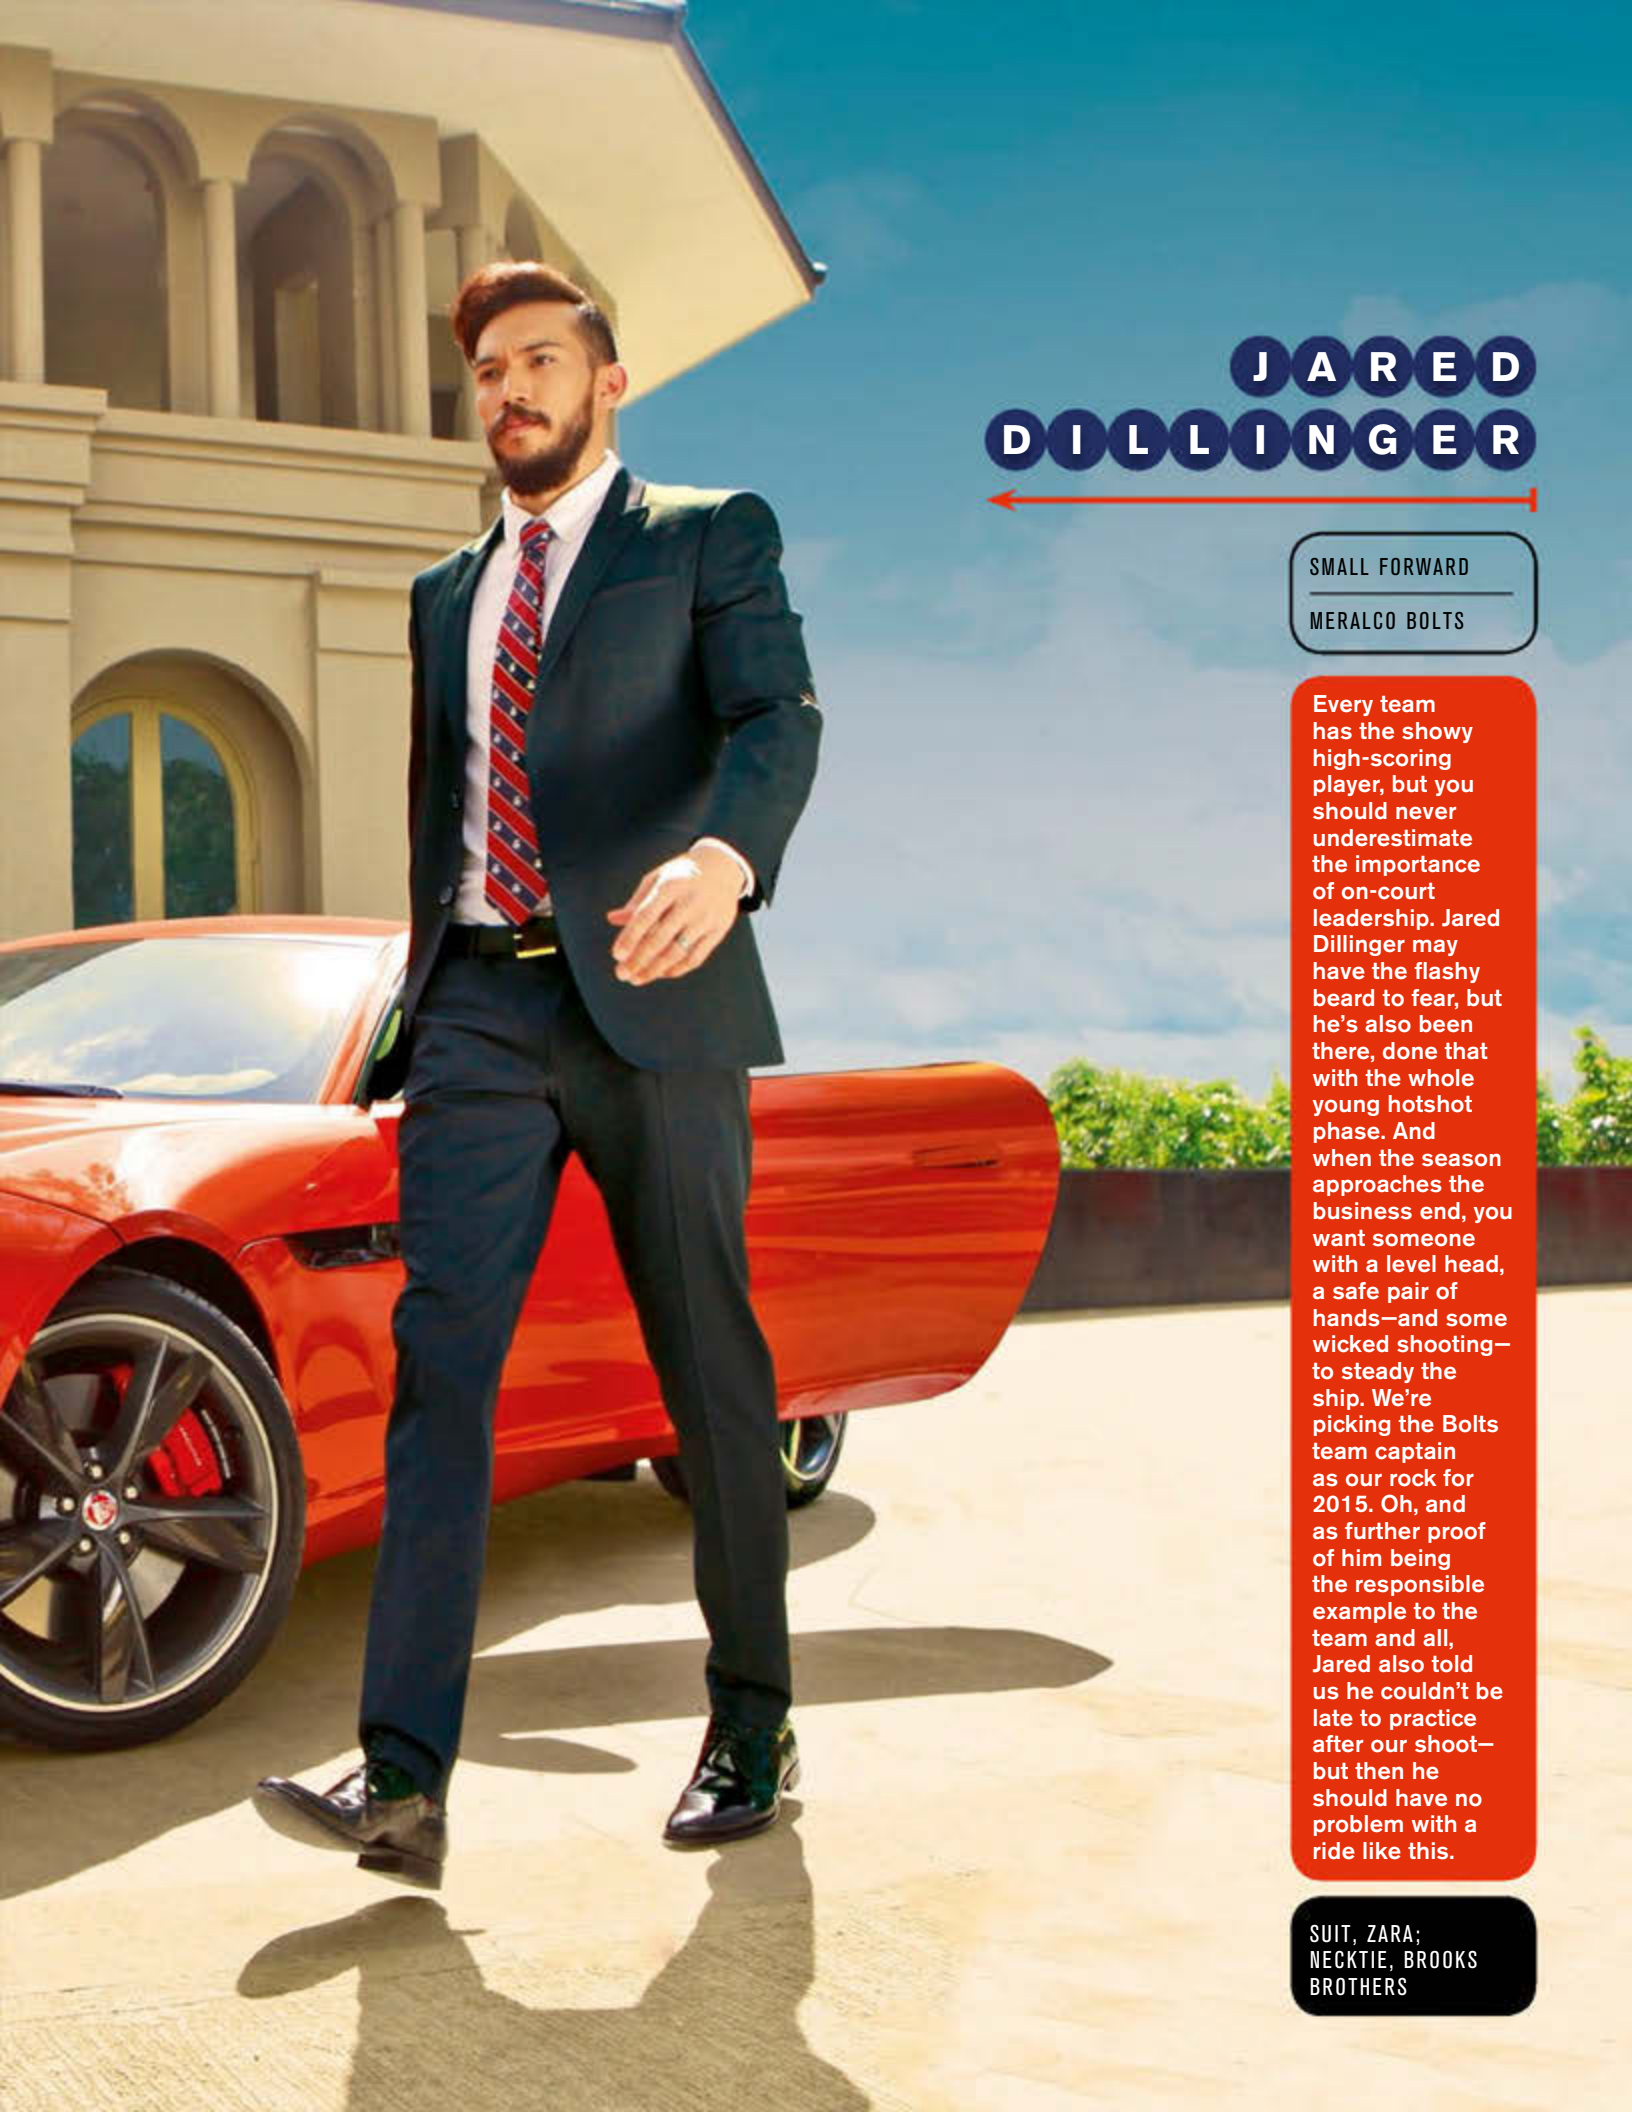 JARED
DILLINGER
SMALL FORWARD
MERALCO BOLTS
Every team
has the showy
high-scoring
player, but you
should never
underestimate
the importance
of on-court
leadership. Jared
Dillinger may
have the flashy
beard to fear, but
he's also been
there, done that
with the whole
young hotshot
phase. And
when the season
approaches the
business end, you
want someone
with a level head,
a safe pair of
hands—and some
wicked shooting—
to steady the
ship. We're
picking the Bolts
team captain
as our rock for
2015. Oh, and
as further proof
of him being
the responsible
example to the
team and all,
Jared also told
us he couldn't be
late to practice
after our shoot—
but then he
should have no
problem with a
ride like this.
SUIT, ZARA;
NECKTIE, BROOKS
BROTHERS